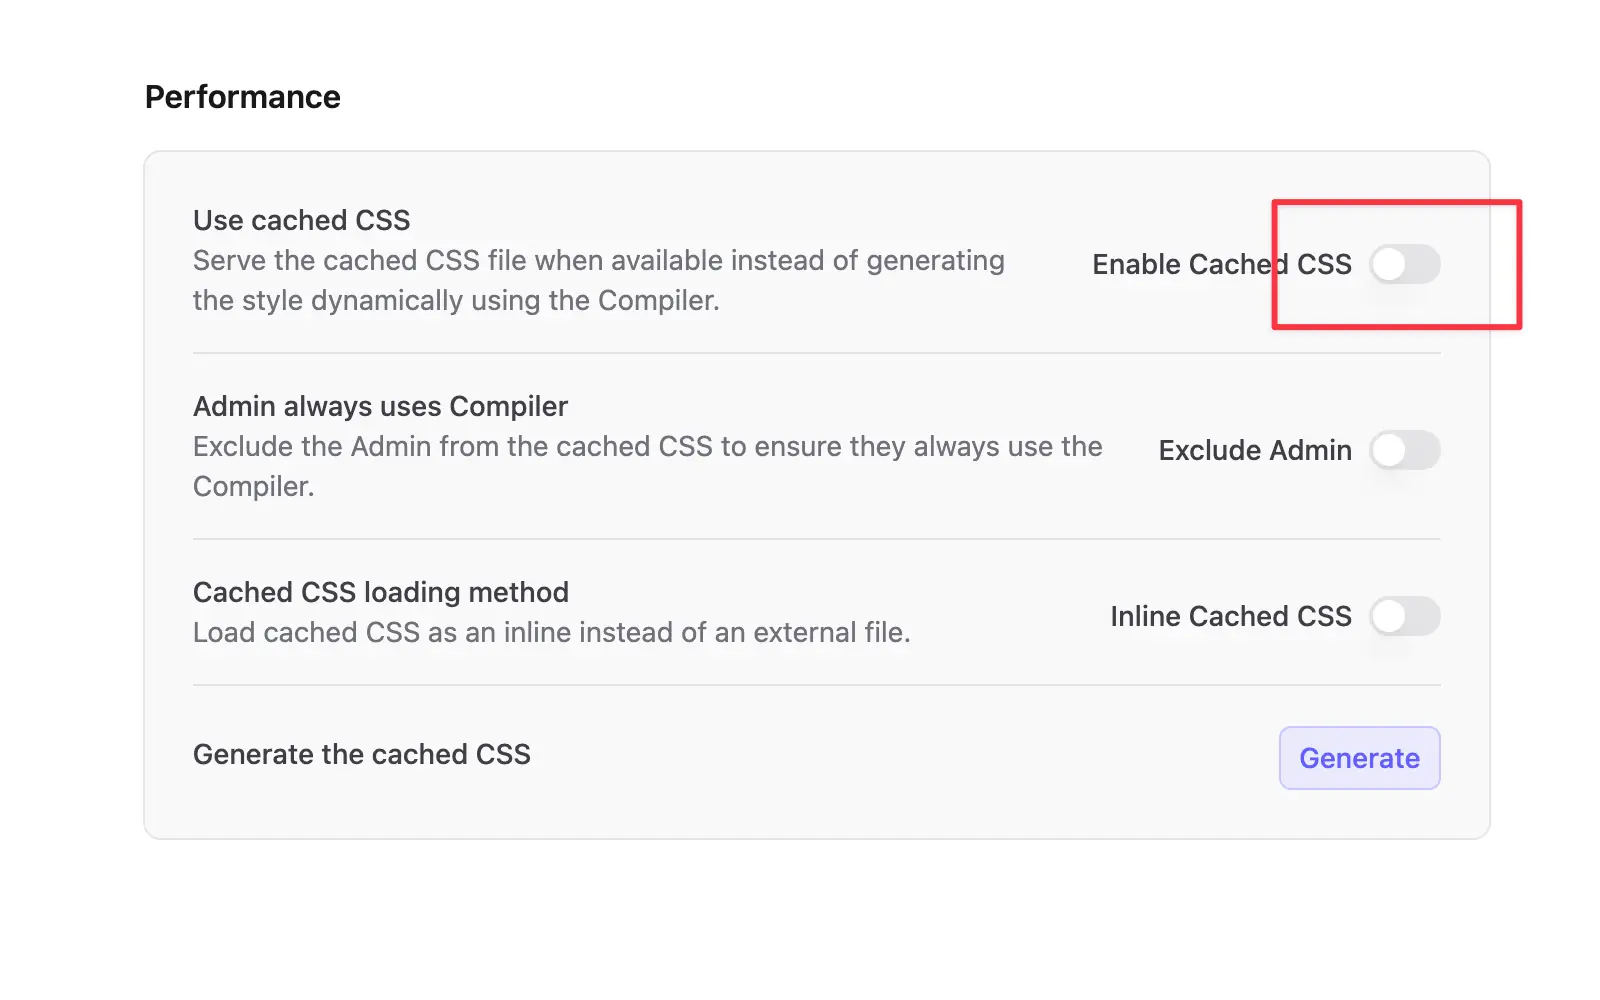 Performance
Use cached CSS
Serve the cached CSS file when available instead of generating
the style dynamically using the Compiler.
Enable Cached CSS
Admin always uses Compiler
Exclude the Admin from the cached CSS to ensure they always use the
Compiler.
Exclude Admin
Cached CSS loading method
Load cached CSS as an inline instead of an external file.
Inline Cached CSS
Generate the cached CSS
Generate